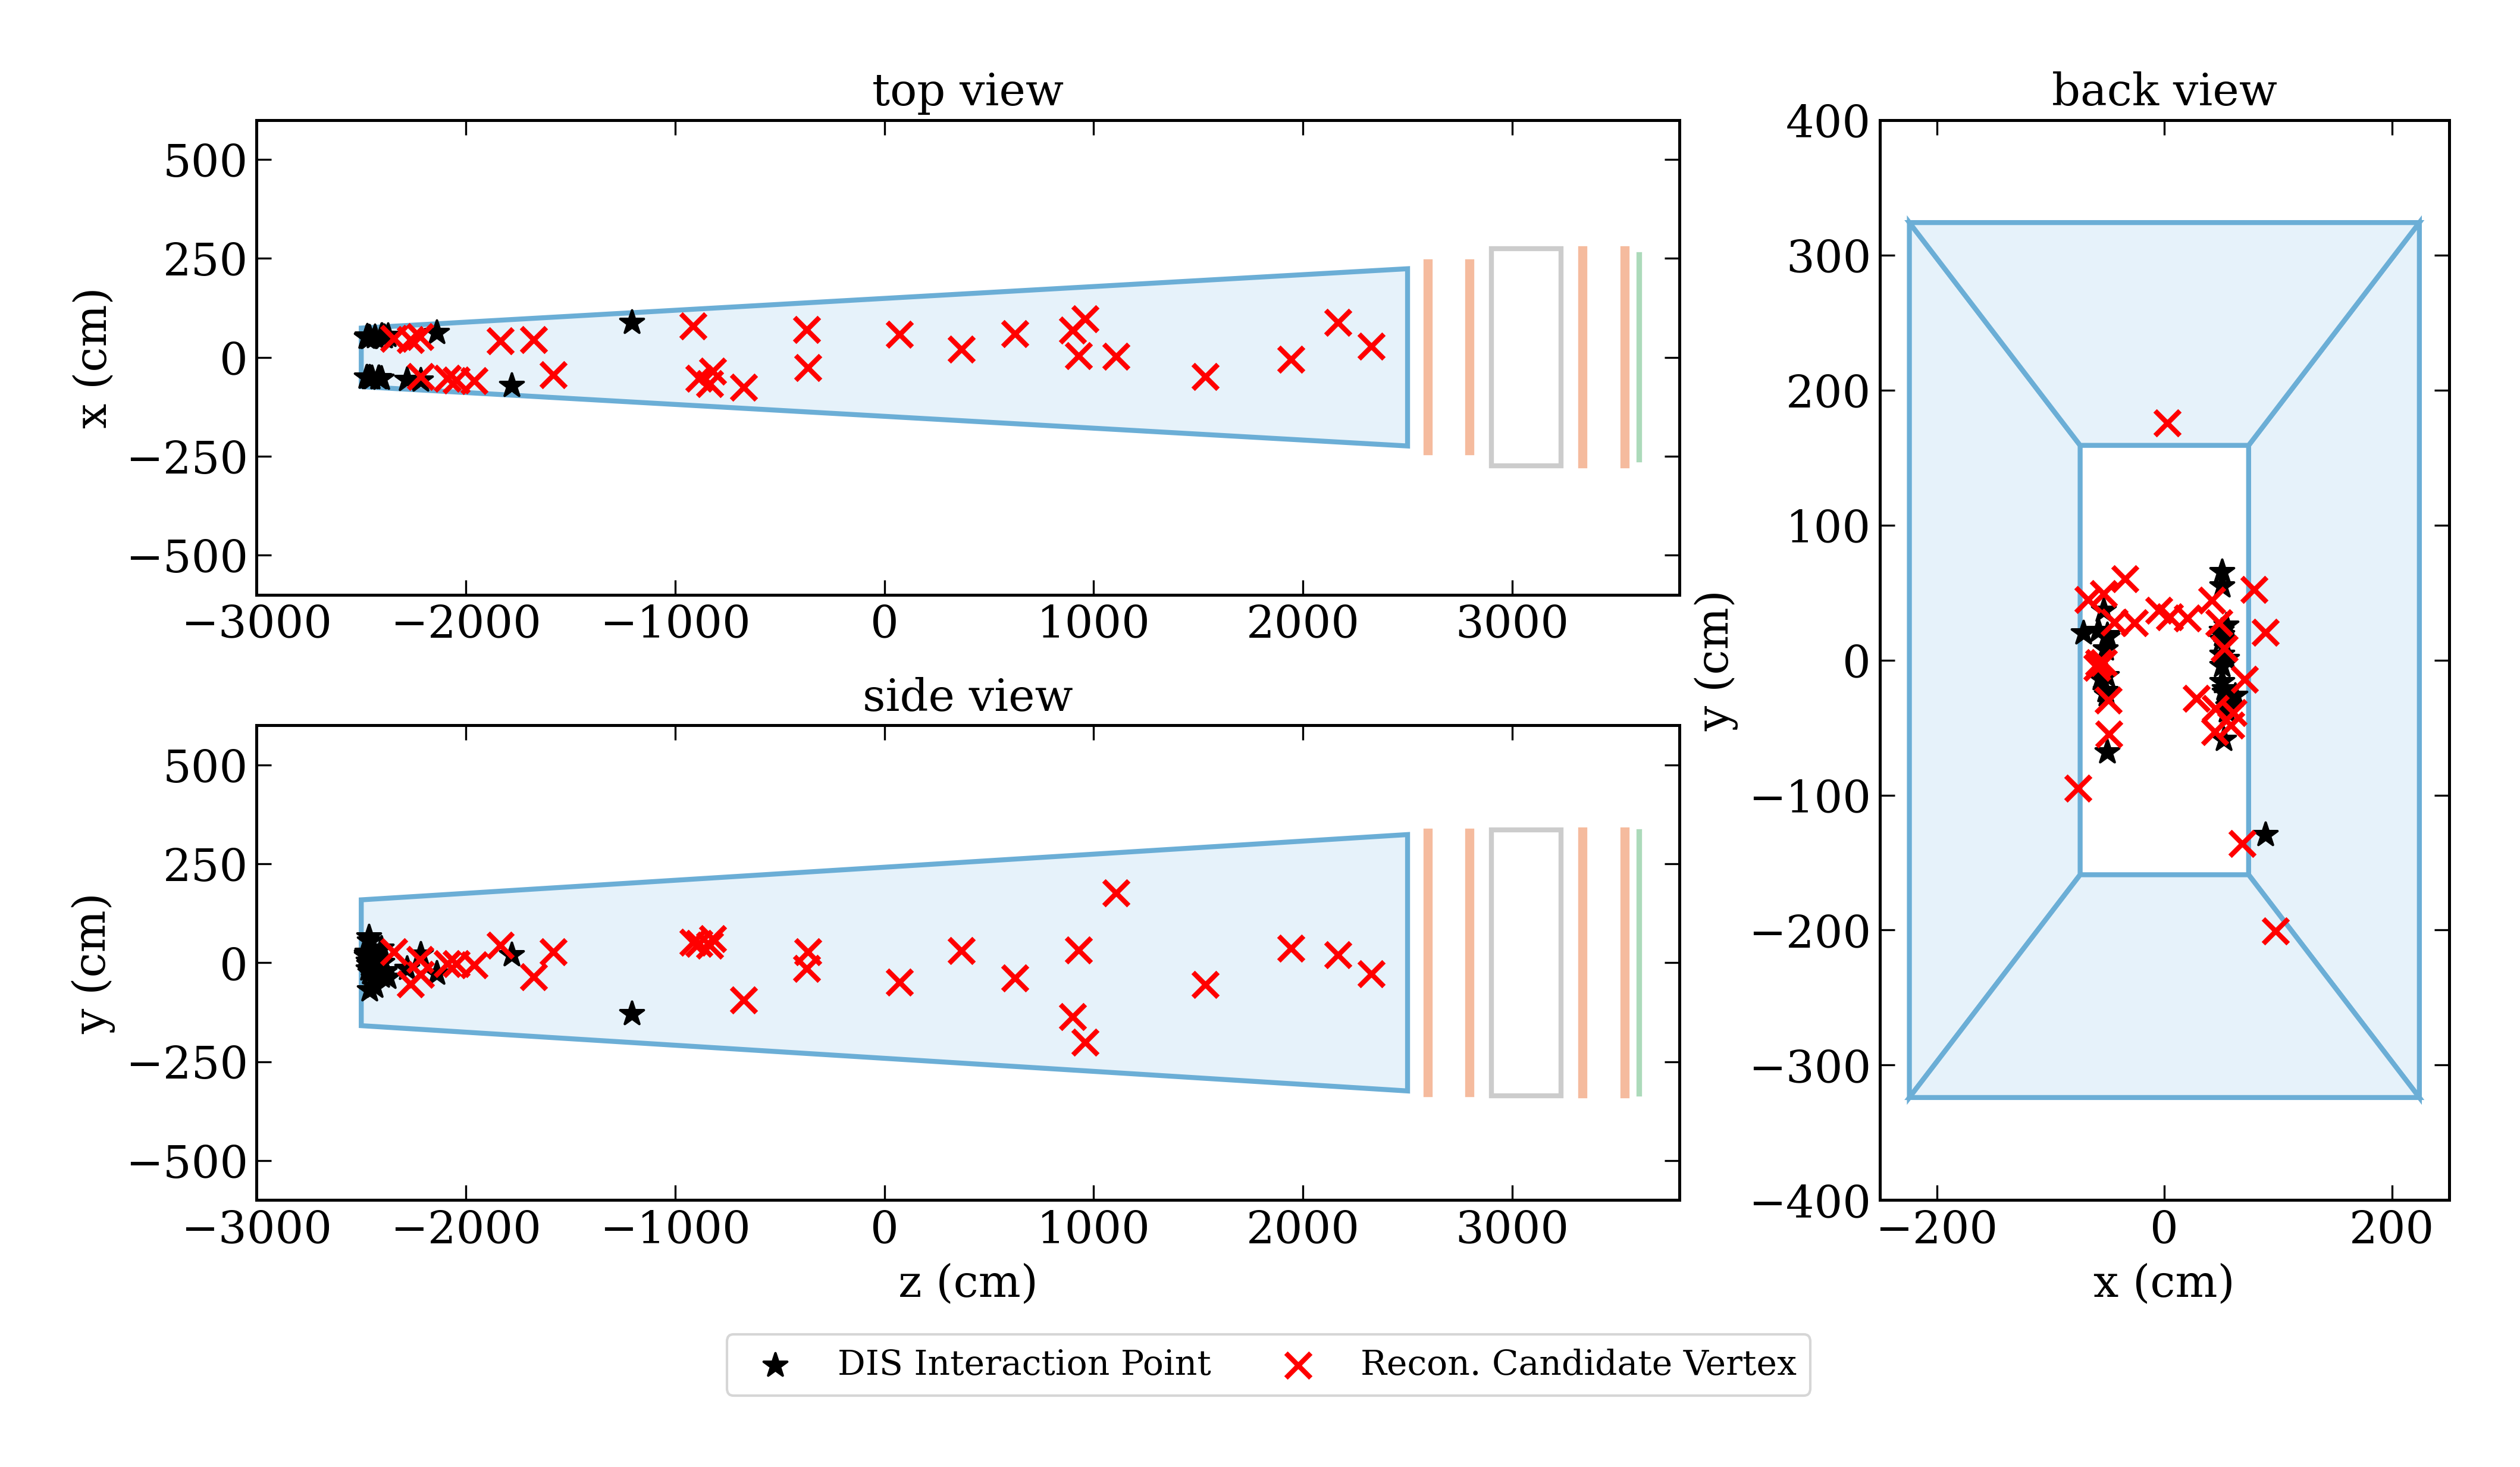 top view
500
250
0
−250
−500
x (cm)
−3000 −2000 −1000 0 1000 2000 3000
side view
500
250
0
−250
−500
y (cm)
−3000 −2000 −1000 0 1000 2000 3000
z (cm)
back view
400
300
200
100
0
−100
−200
−300
−400
y (cm)
−200 0 200
x (cm)
DIS Interaction Point Recon. Candidate Vertex